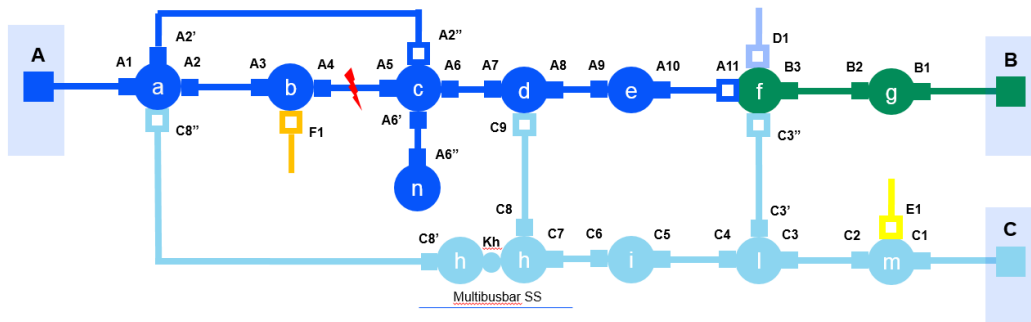 A
A1
A2'
A2
a
C8''
A3
b
A4
F1
A5
A2''
c
A6
A6'
A6''
n
A7
d
A8
C9
A9
e
A10
A11
D1
f
B3
C3''
B2
g
B1
B
C8'
h
Kh
C8
h
C7
C6
i
C5
C4
C3'
l
C3
C2
E1
m
C1
C
Multibusbar SS